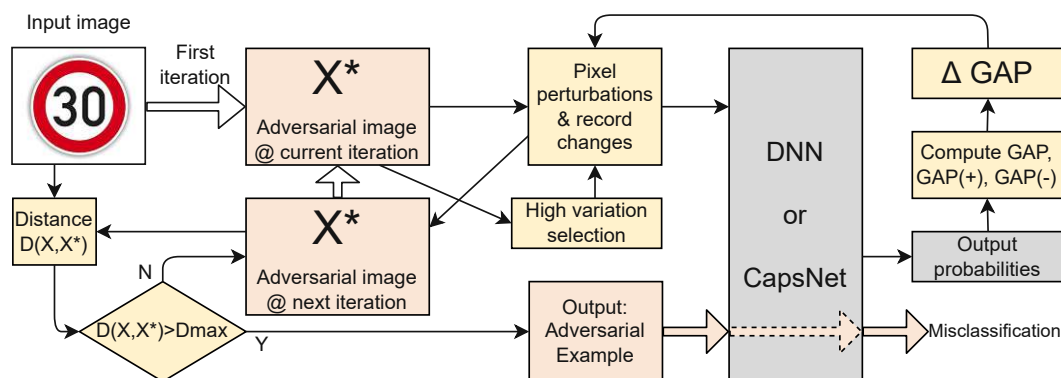 Input image
30
First
iteration
X*
Adversarial image
@ current iteration
Pixel
perturbations
& record
changes
DNN
or
CapsNet
Δ GAP
Compute GAP,
GAP(+), GAP(-)
Output
probabilities
Distance
D(X,X*)
X*
Adversarial image
@ next iteration
High variation
selection
N
D(X,X*)>Dmax
Y
Output:
Adversarial
Example
Misclassification